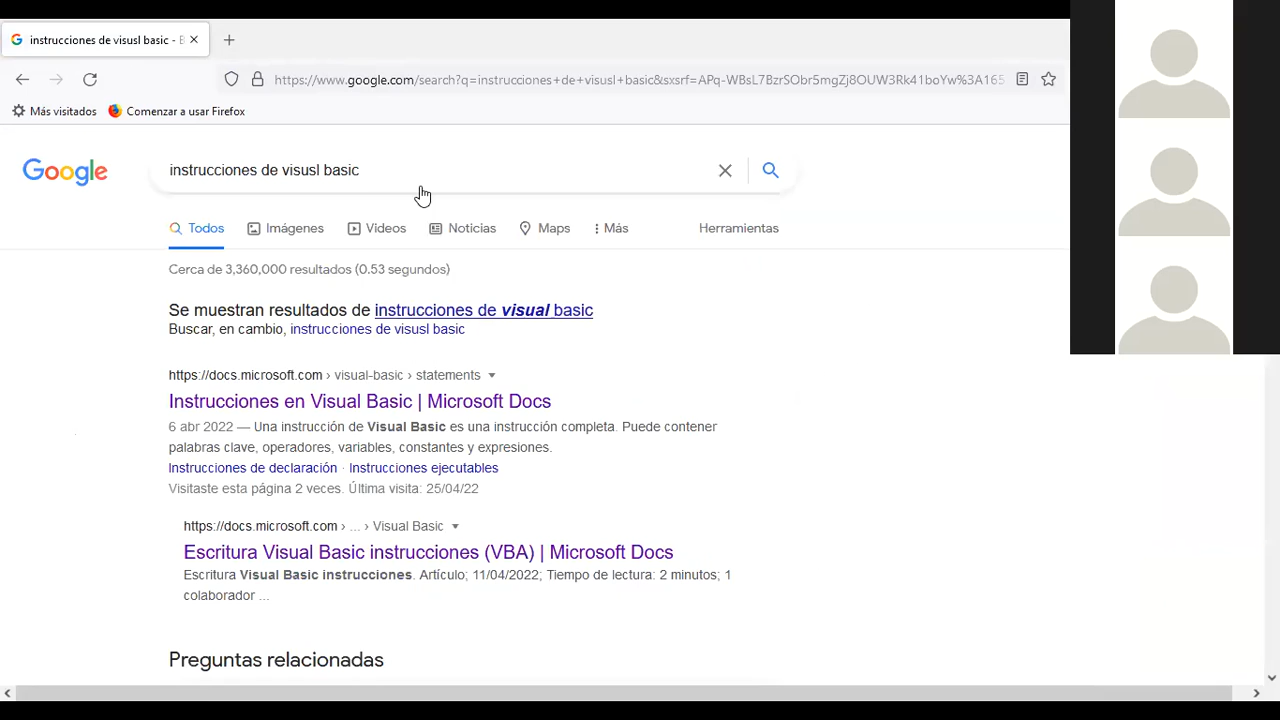 instrucciones de visusl basic - B
https://www.google.com/search?q=instrucciones+de+visusl+basic&sxsrf=APq-WBsL7BzrSObr5mgZj8OUW3Rk41boYw%3A165
Más visitados Comenzar a usar Firefox
Google
instrucciones de visusl basic
Todos Imágenes Videos Noticias Maps Más Herramientas
Cerca de 3,360,000 resultados (0.53 segundos)
Se muestran resultados de instrucciones de visual basic
Buscar, en cambio, instrucciones de visusl basic
https://docs.microsoft.com › visual-basic › statements
Instrucciones en Visual Basic | Microsoft Docs
6 abr 2022 — Una instrucción de Visual Basic es una instrucción completa. Puede contener
palabras clave, operadores, variables, constantes y expresiones.
Instrucciones de declaración · Instrucciones ejecutables
Visitaste esta página 2 veces. Última visita: 25/04/22
https://docs.microsoft.com › ... › Visual Basic
Escritura Visual Basic instrucciones (VBA) | Microsoft Docs
Escritura Visual Basic instrucciones. Artículo; 11/04/2022; Tiempo de lectura: 2 minutos; 1
colaborador ...
Preguntas relacionadas